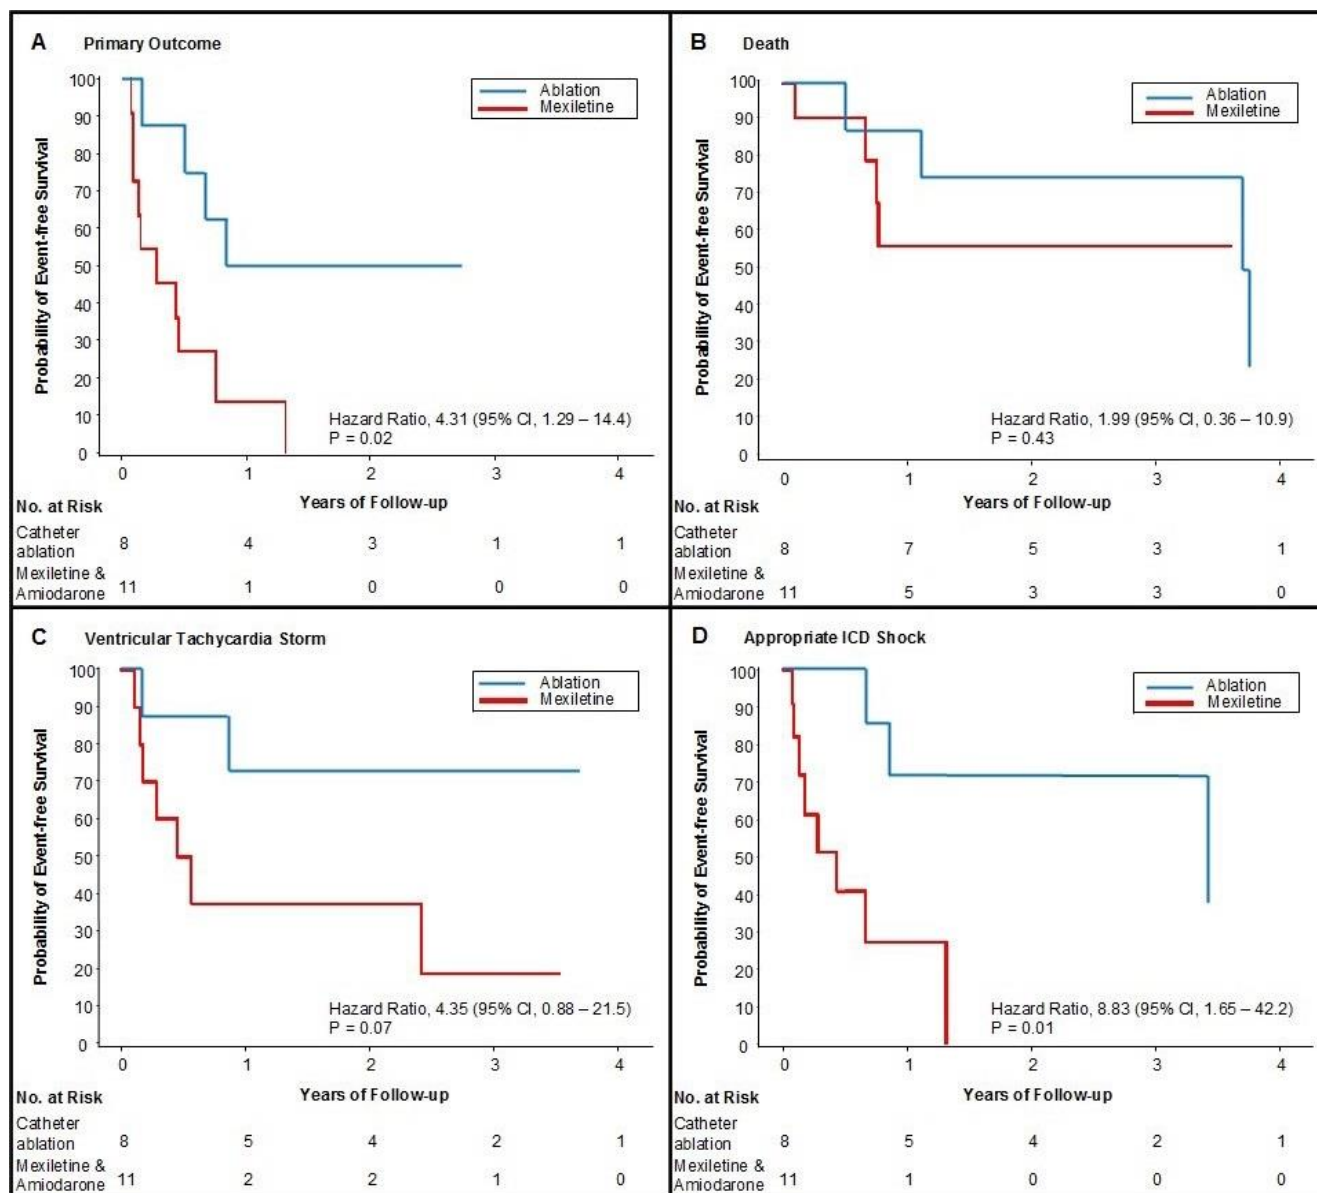 A Primary Outcome
Ablation
Mexiletine
Probability of Event-free Survival
100
90
80
70
60
50
40
30
20
10
0
Hazard Ratio, 4.31 (95% CI, 1.29 – 14.4)
P = 0.02
0 1 2 3 4
Years of Follow-up
No. at Risk
Catheter
ablation 8 4 3 1 1
Mexiletine &
Amiodarone 11 1 0 0 0
B Death
Ablation
Mexiletine
Probability of Event-free Survival
100
90
80
70
60
50
40
30
20
10
0
Hazard Ratio, 1.99 (95% CI, 0.36 – 10.9)
P = 0.43
0 1 2 3 4
Years of Follow-up
No. at Risk
Catheter
ablation 8 7 5 3 1
Mexiletine &
Amiodarone 11 5 3 3 0
C Ventricular Tachycardia Storm
Ablation
Mexiletine
Probability of Event-free Survival
100
90
80
70
60
50
40
30
20
10
0
Hazard Ratio, 4.35 (95% CI, 0.88 – 21.5)
P = 0.07
0 1 2 3 4
Years of Follow-up
No. at Risk
Catheter
ablation 8 5 4 2 1
Mexiletine &
Amiodarone 11 2 2 1 0
D Appropriate ICD Shock
Ablation
Mexiletine
Probability of Event-free Survival
100
90
80
70
60
50
40
30
20
10
0
Hazard Ratio, 8.83 (95% CI, 1.65 – 42.2)
P = 0.01
0 1 2 3 4
Years of Follow-up
No. at Risk
Catheter
ablation 8 5 4 2 1
Mexiletine &
Amiodarone 11 1 0 0 0